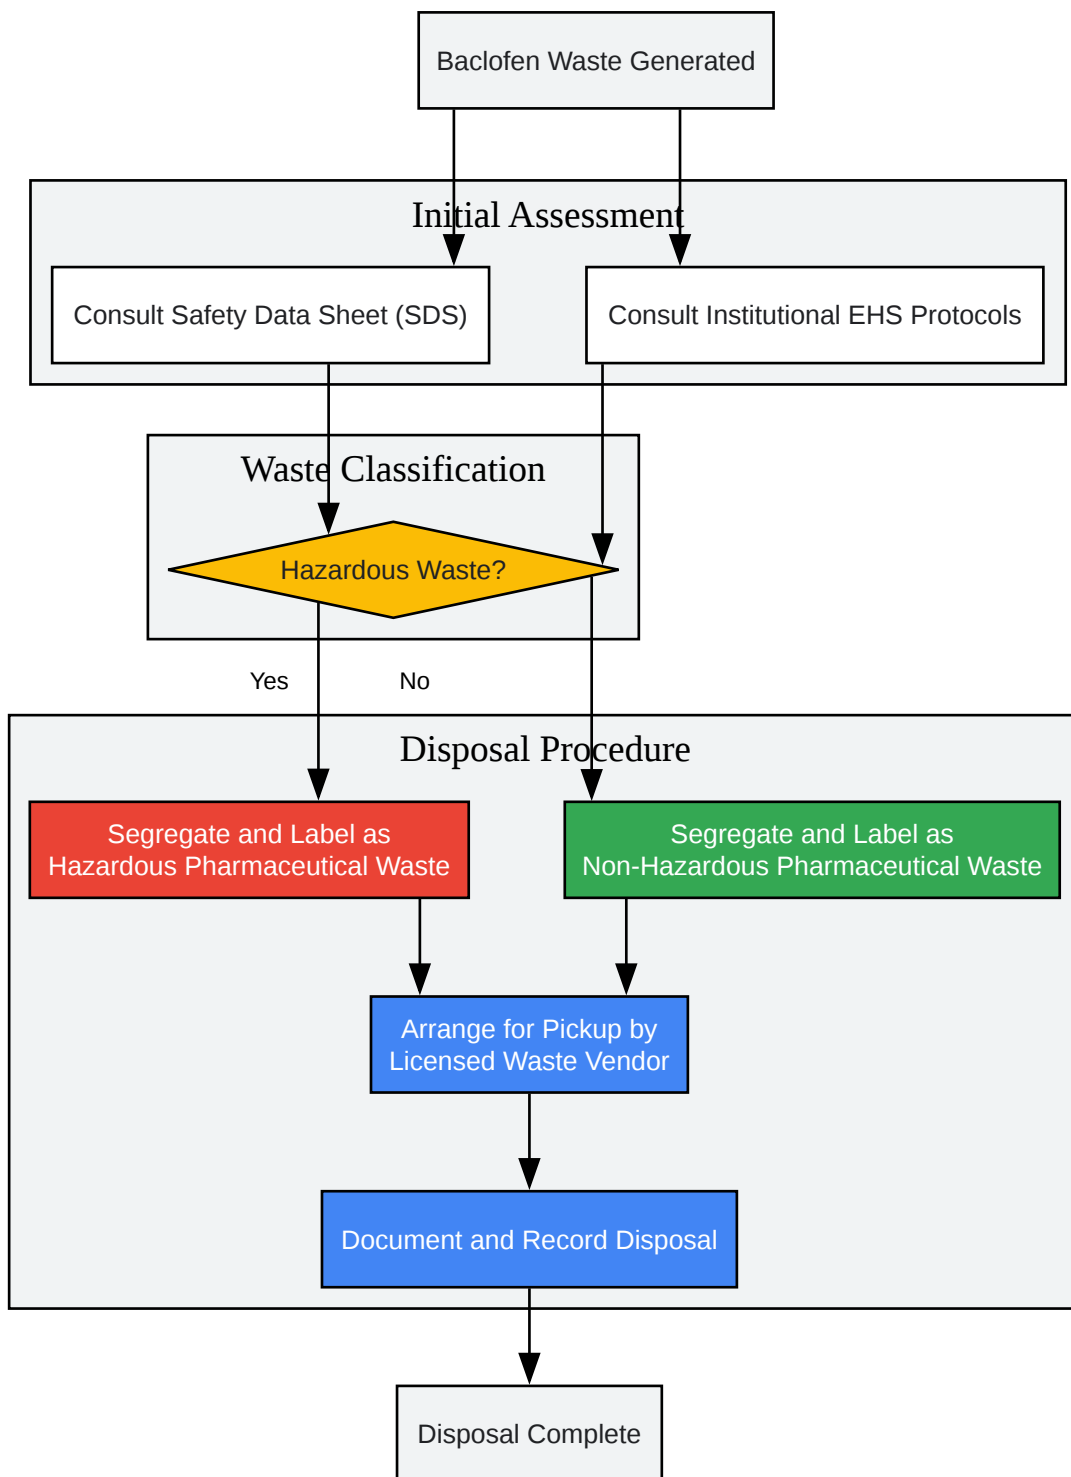 Baclofen Waste Generated
Initial Assessment
Consult Safety Data Sheet (SDS)
Consult Institutional EHS Protocols
Waste Classification
Hazardous Waste?
Yes
No
Disposal Procedure
Segregate and Label as
Hazardous Pharmaceutical Waste
Segregate and Label as
Non-Hazardous Pharmaceutical Waste
Arrange for Pickup by
Licensed Waste Vendor
Document and Record Disposal
Disposal Complete